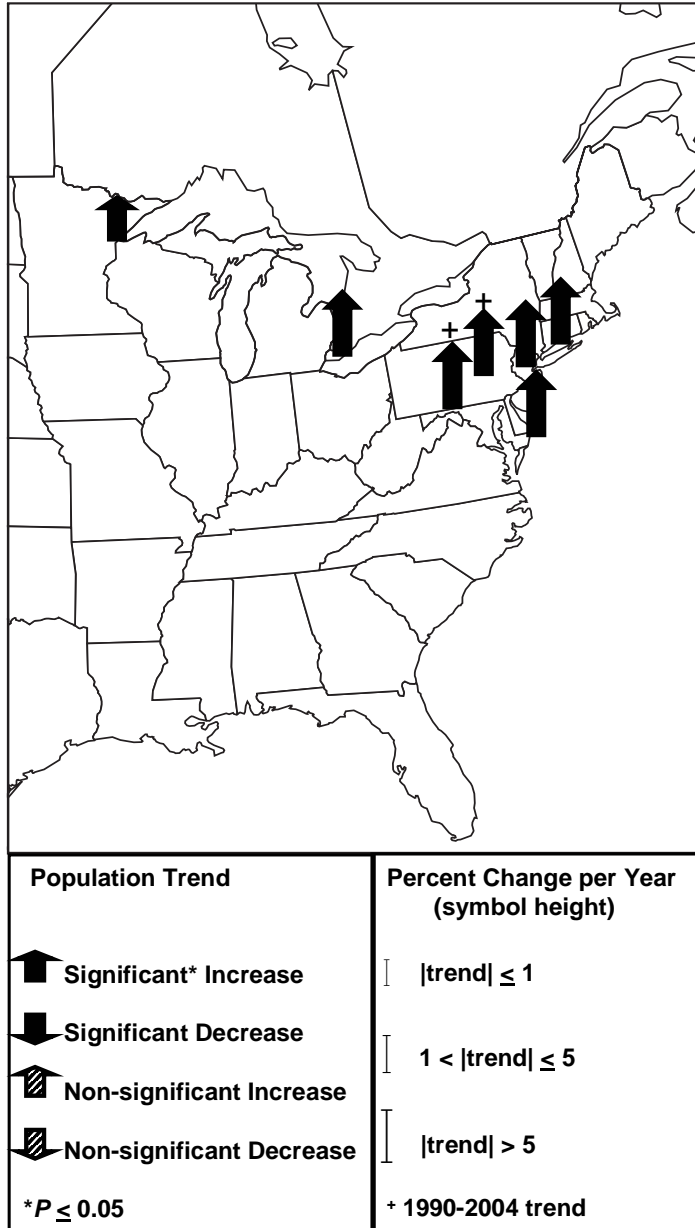 +
+
Population Trend
Significant* Increase
Significant Decrease
Non-significant Increase
Non-significant Decrease
*P ≤ 0.05
Percent Change per Year
(symbol height)
|trend| ≤ 1
1 < |trend| ≤ 5
|trend| > 5
+ 1990-2004 trend